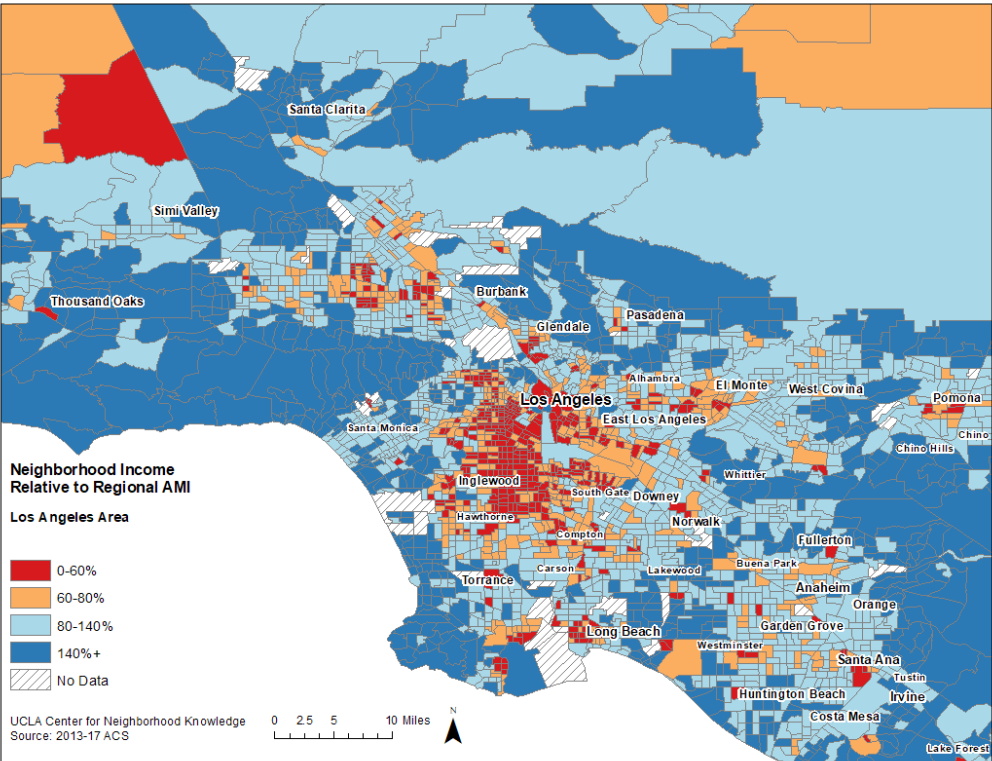 Santa Clarita
Simi Valley
Thousand Oaks
Burbank
Glendale
Pasadena
Alhambra
El Monte
West Covina
Pomona
Los Angeles
East Los Angeles
Santa Monica
Chino
Chino Hills
Whittier
Inglewood
South Gate
Downey
Hawthorne
Norwalk
Compton
Fullerton
Carson
Lakewood
Buena Park
Torrance
Anaheim
Orange
Garden Grove
Long Beach
Westminster
Santa Ana
Tustin
Huntington Beach
Irvine
Costa Mesa
Lake Forest
Neighborhood Income
Relative to Regional AMI
Los Angeles Area
0-60%
60-80%
80-140%
140%+
No Data
UCLA Center for Neighborhood Knowledge
Source: 2013-17 ACS
0 2.5 5 10 Miles
N